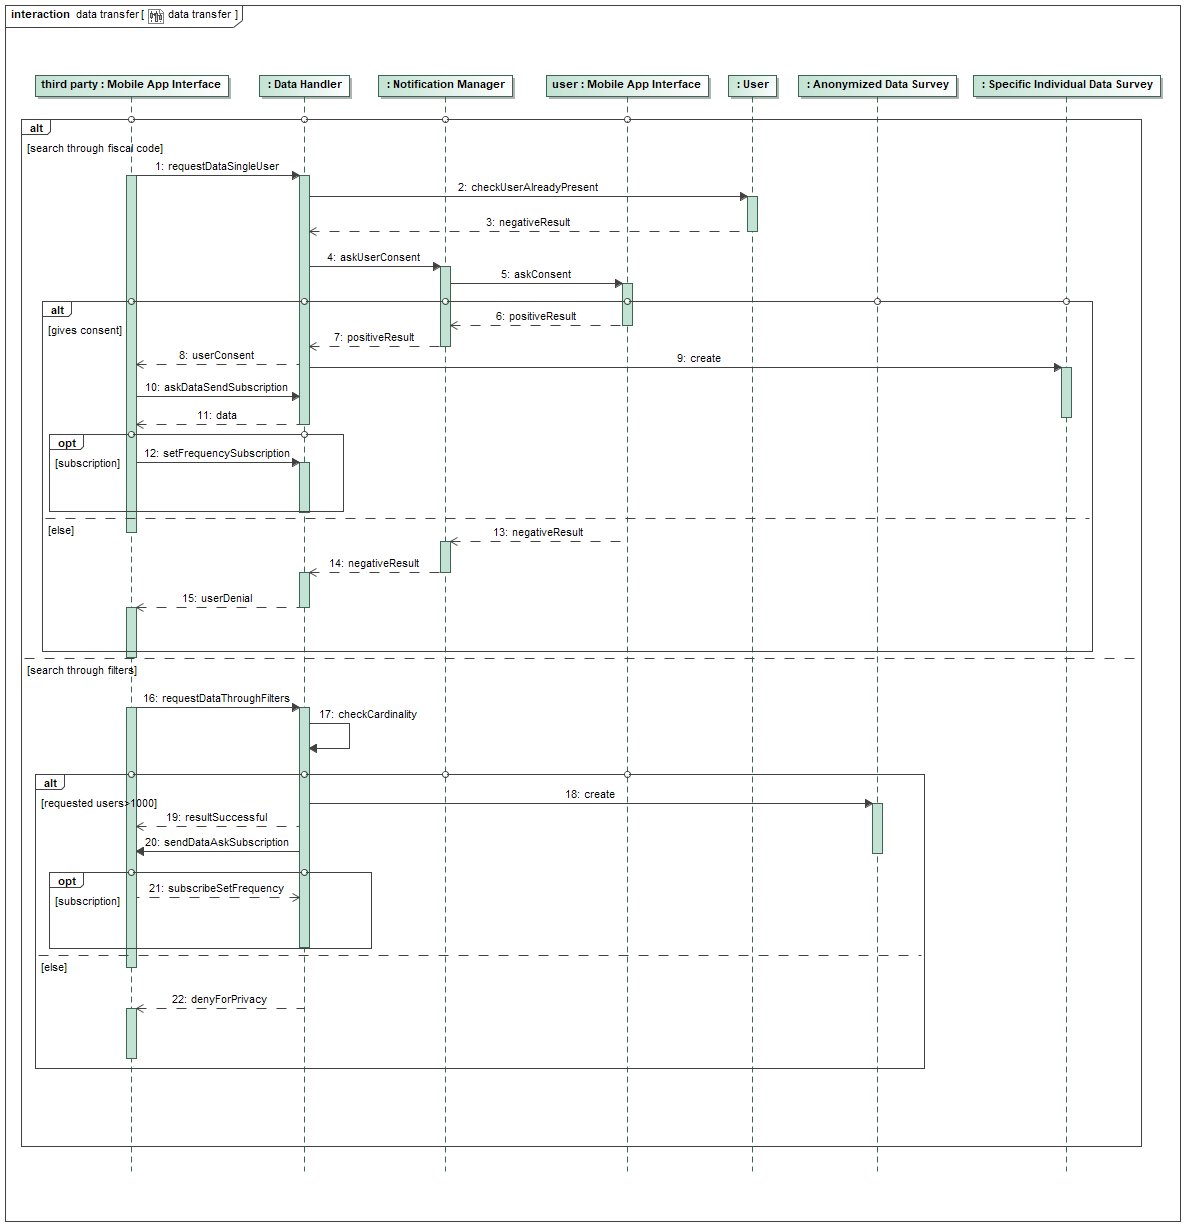 interaction data transfer [ data transfer ]
third party : Mobile App Interface
: Data Handler
: Notification Manager
user : Mobile App Interface
: User
: Anonymized Data Survey
: Specific Individual Data Survey
alt
[search through fiscal code]
1: requestDataSingleUser
2: checkUserAlreadyPresent
3: negativeResult
4: askUserConsent
5: askConsent
alt
[gives consent]
6: positiveResult
7: positiveResult
8: userConsent
9: create
10: askDataSendSubscription
11: data
opt
[subscription]
12: setFrequencySubscription
[else]
13: negativeResult
14: negativeResult
15: userDenial
[search through filters]
16: requestDataThroughFilters
17: checkCardinality
alt
[requested users>1000]
18: create
19: resultSuccessful
20: sendDataAskSubscription
opt
[subscription]
21: subscribeSetFrequency
[else]
22: denyForPrivacy